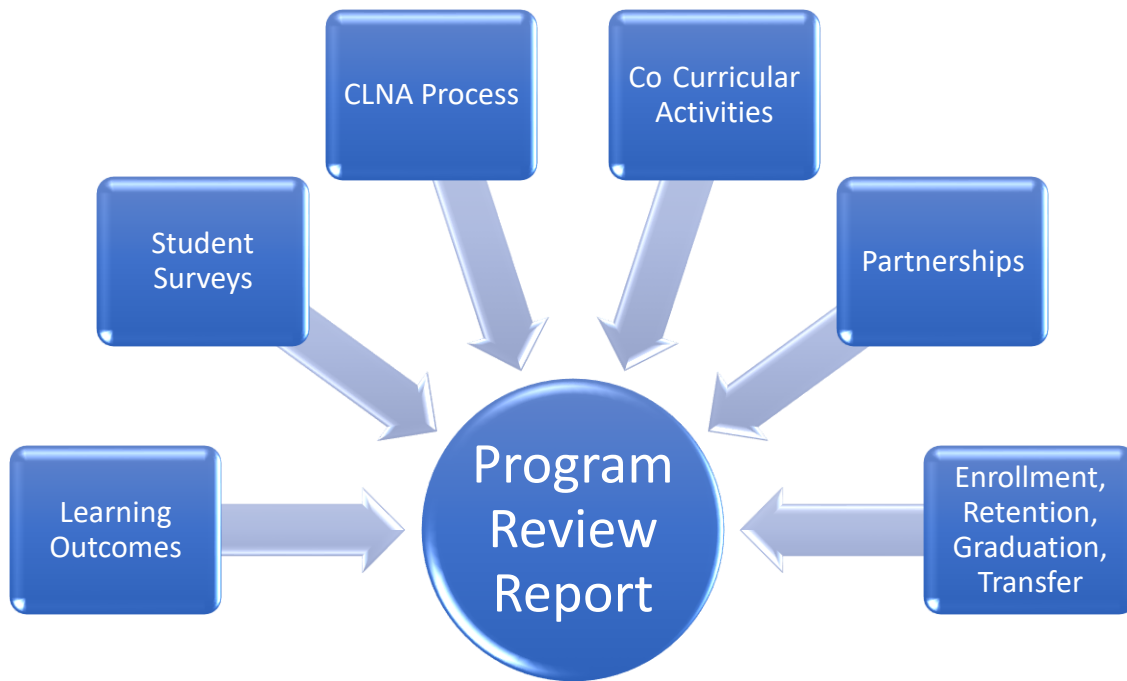 CLNA Process
Co Curricular
Activities
Student
Surveys
Partnerships
Learning
Outcomes
Program
Review
Report
Enrollment,
Retention,
Graduation,
Transfer